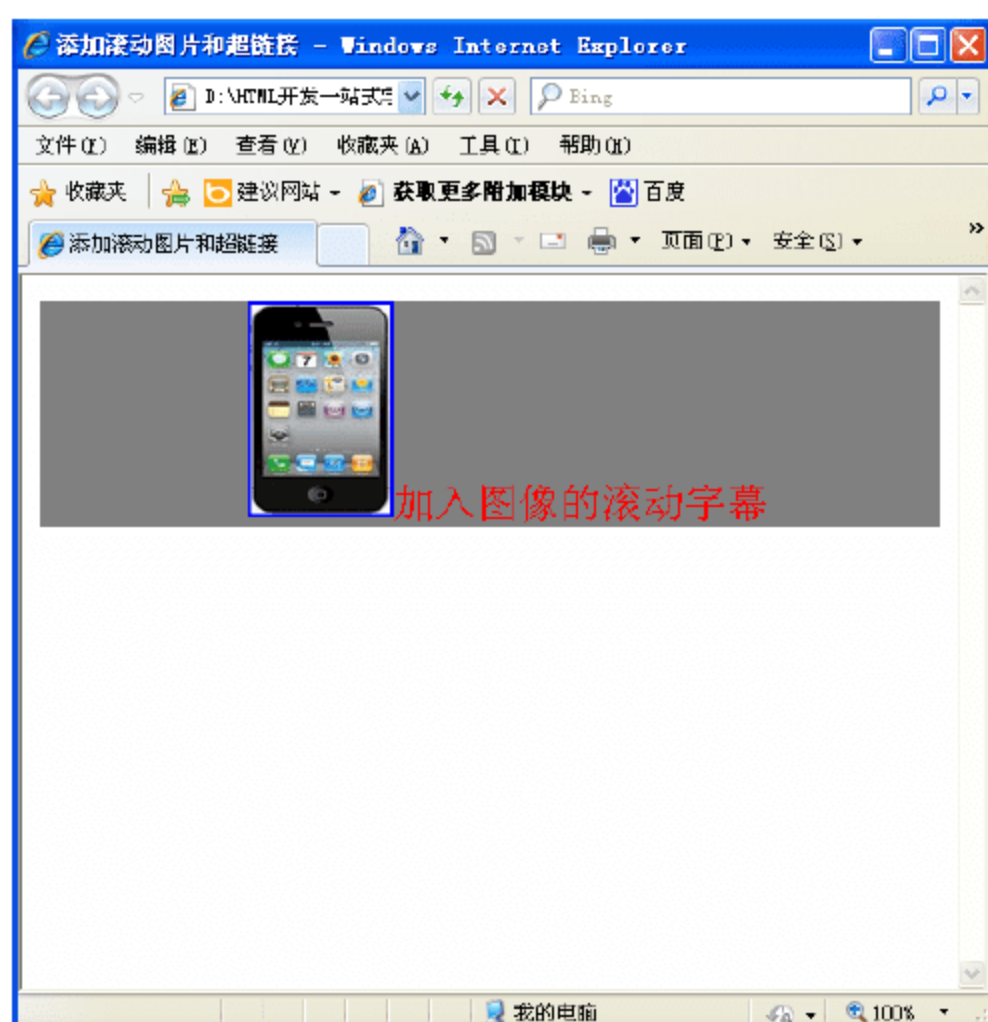 添加滚动图片和超链接 - Windows Internet Explorer
D:\HTML开发一站式 Bing
文件(F) 编辑(E) 查看(V) 收藏夹(A) 工具(T) 帮助(H)
收藏夹 建议网站 获取更多附加模块 百度
添加滚动图片和超链接 页面(P) 安全(S) »
7
加入图像的滚动字幕
我的电脑 100%